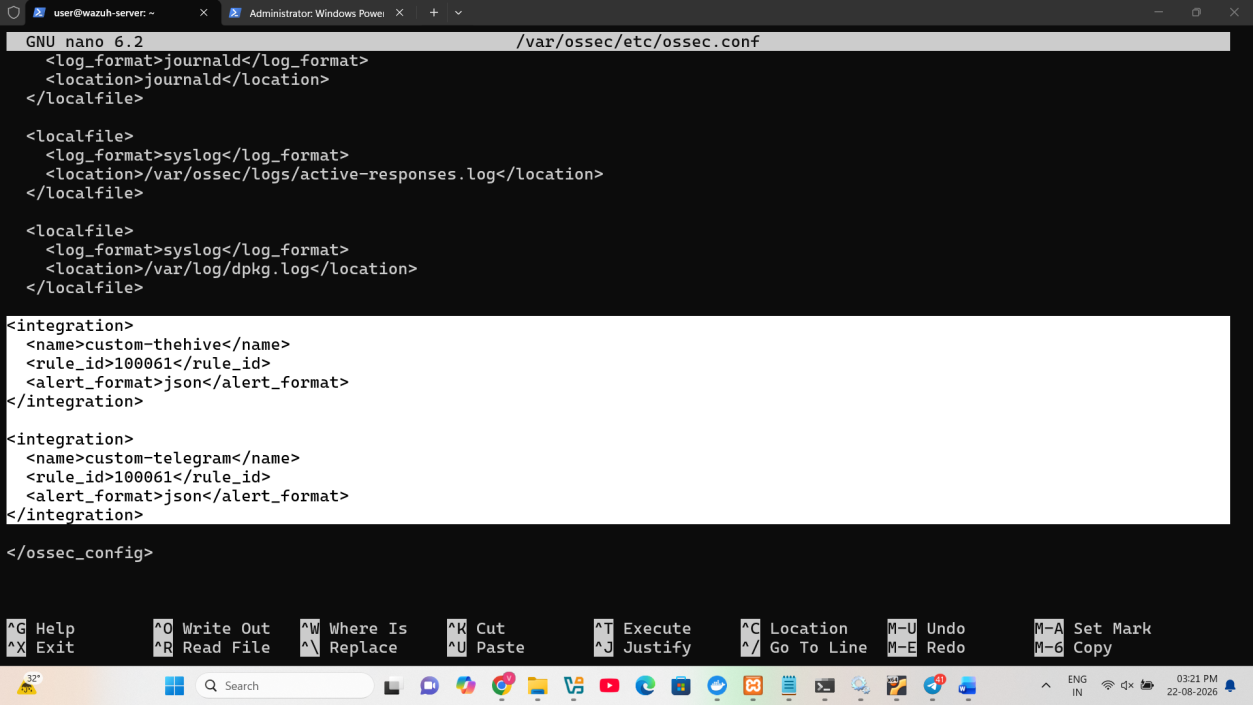 user@wazuh-server: ~
Administrator: Windows Power
GNU nano 6.2 /var/ossec/etc/ossec.conf
<log_format>journald</log_format>
<location>journald</location>
</localfile>
<localfile>
<log_format>syslog</log_format>
<location>/var/ossec/logs/active-responses.log</location>
</localfile>
<localfile>
<log_format>syslog</log_format>
<location>/var/log/dpkg.log</location>
</localfile>
<integration>
<name>custom-thehive</name>
<rule_id>100061</rule_id>
<alert_format>json</alert_format>
</integration>
<integration>
<name>custom-telegram</name>
<rule_id>100061</rule_id>
<alert_format>json</alert_format>
</integration>
</ossec_config>
^G Help ^O Write Out ^W Where Is ^K Cut ^T Execute ^C Location M-U Undo M-A Set Mark
^X Exit ^R Read File ^\ Replace ^U Paste ^J Justify ^/ Go To Line M-E Redo M-6 Copy
32°
Search
V
41
W
ENG
IN
03:21 PM
22-08-2026